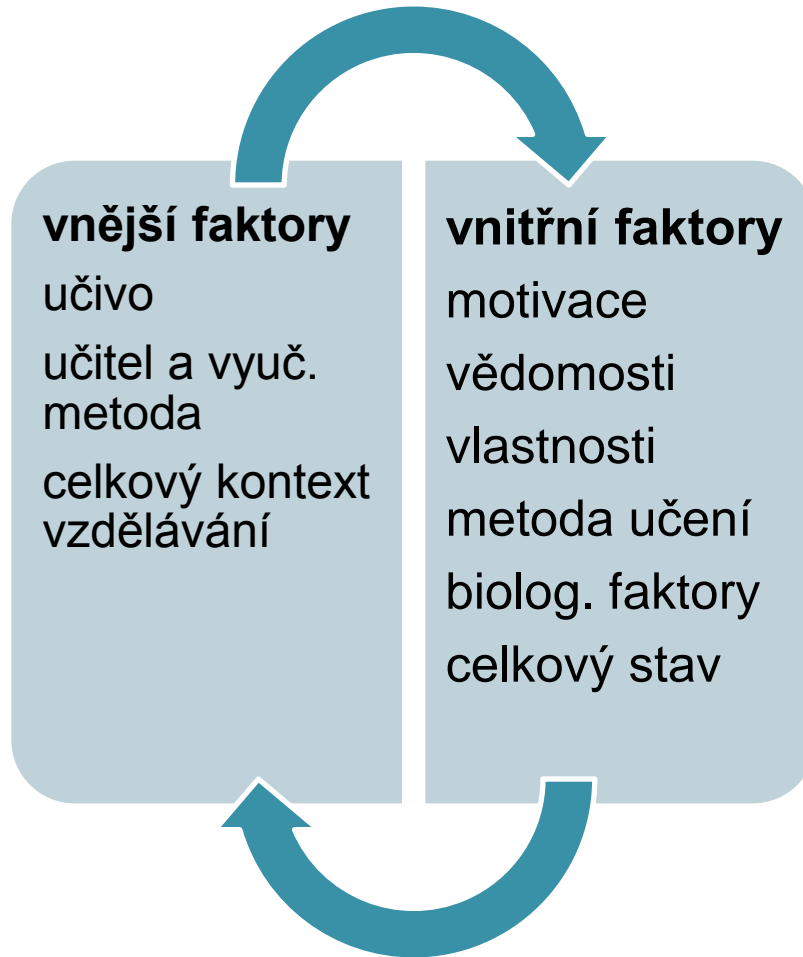 vnější faktory
učivo
učitel a vyuč.
metoda
celkový kontext
vzdělávání
vnitřní faktory
motivace
vědomosti
vlastnosti
metoda učení
biolog. faktory
celkový stav